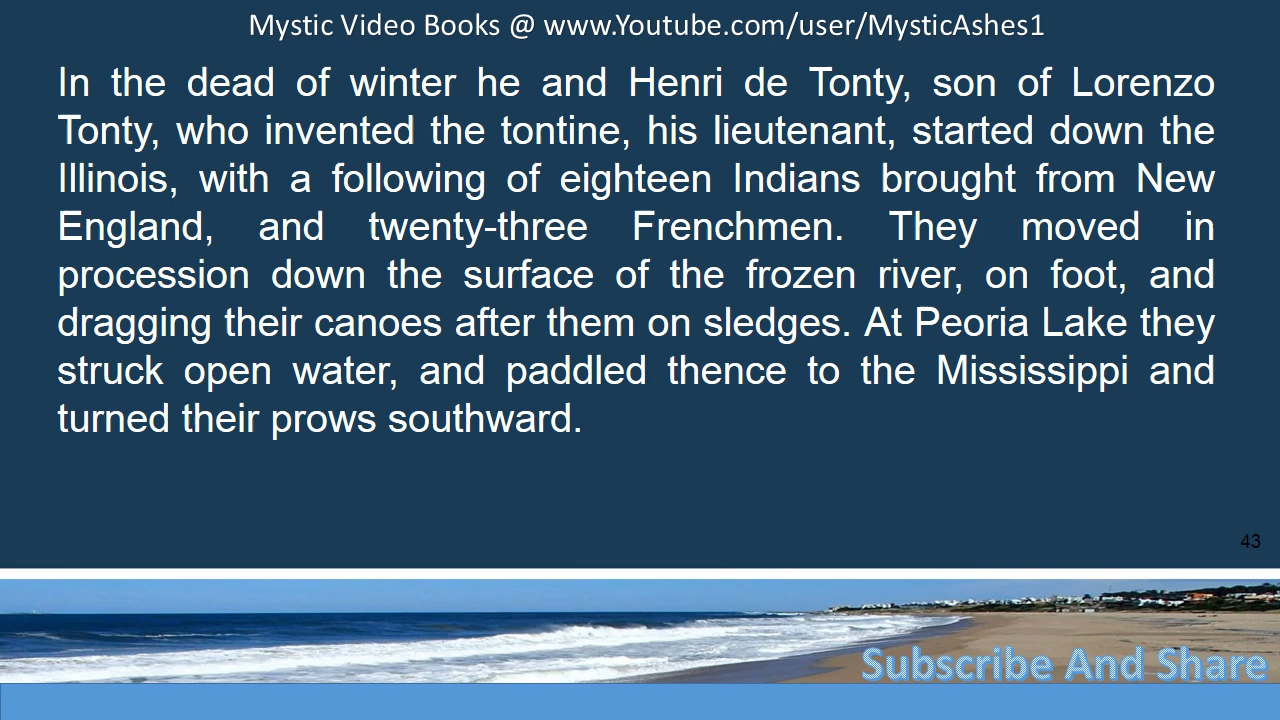 Mystic Video Books @ www.Youtube.com/user/MysticAshes1
In the dead of winter he and Henri de Tonty, son of Lorenzo
Tonty, who invented the tontine, his lieutenant, started down the
Illinois, with a following of eighteen Indians brought from New
England, and twenty-three Frenchmen. They moved in
procession down the surface of the frozen river, on foot, and
dragging their canoes after them on sledges. At Peoria Lake they
struck open water, and paddled thence to the Mississippi and
turned their prows southward.
43
Subscribe And Share